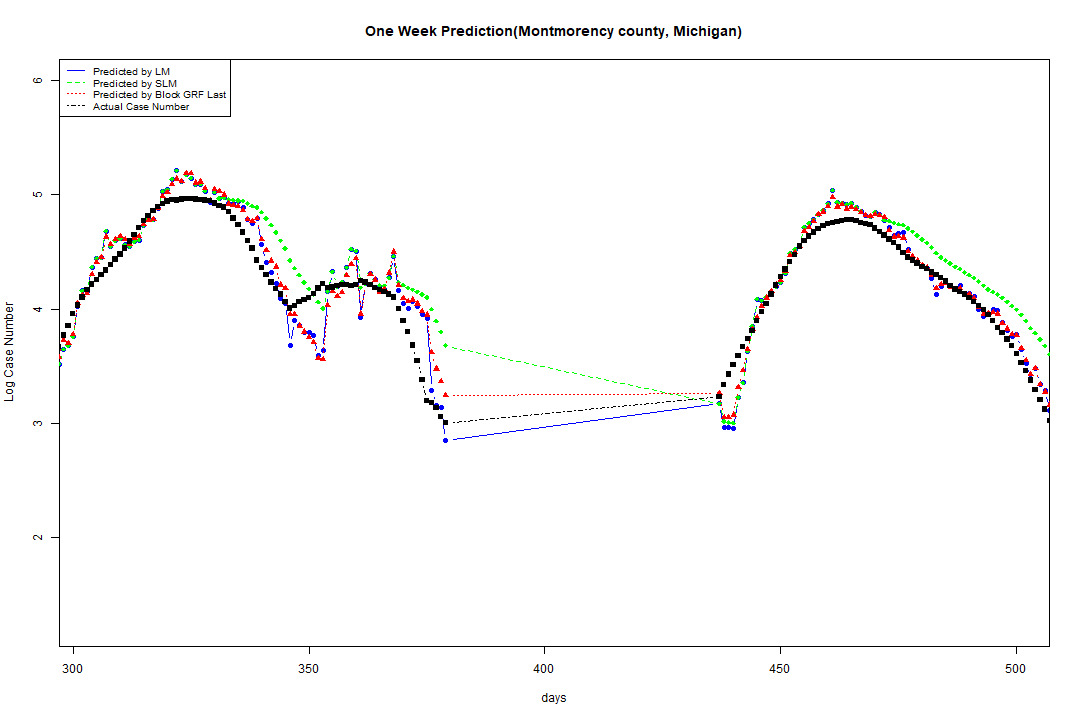 One Week Prediction(Montmorency county, Michigan)
Predicted by LM
Predicted by SLM
Predicted by Block GRF Last
Actual Case Number
Log Case Number
6
5
4
3
2
300 350 400 450 500
days